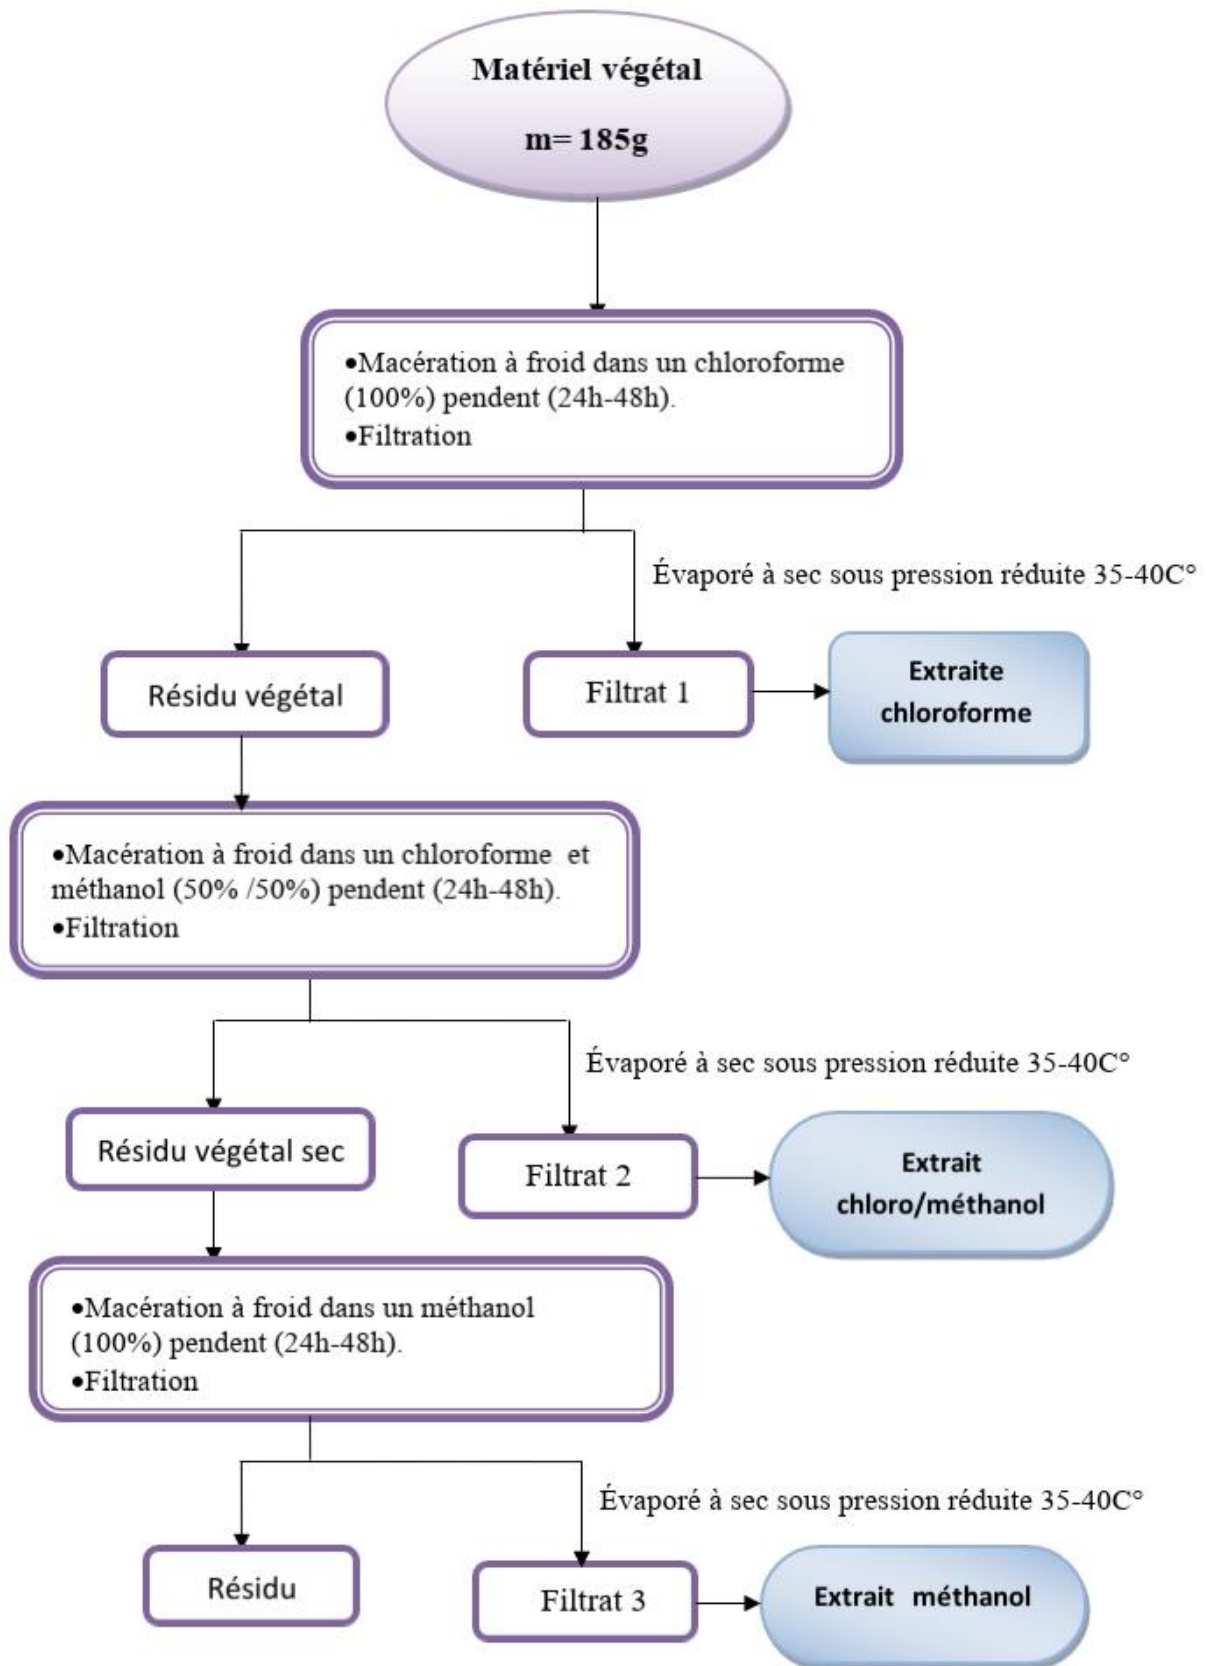 Matériel végétal
m= 185g
•Macération à froid dans un chloroforme
(100%) pendent (24h-48h).
•Filtration
Évaporé à sec sous pression réduite 35-40C°
Résidu végétal
Filtrat 1
Extraite
chloroforme
•Macération à froid dans un chloroforme et
méthanol (50% /50%) pendent (24h-48h).
•Filtration
Évaporé à sec sous pression réduite 35-40C°
Résidu végétal sec
Filtrat 2
Extrait
chloro/méthanol
•Macération à froid dans un méthanol
(100%) pendent (24h-48h).
•Filtration
Évaporé à sec sous pression réduite 35-40C°
Résidu
Filtrat 3
Extrait méthanol